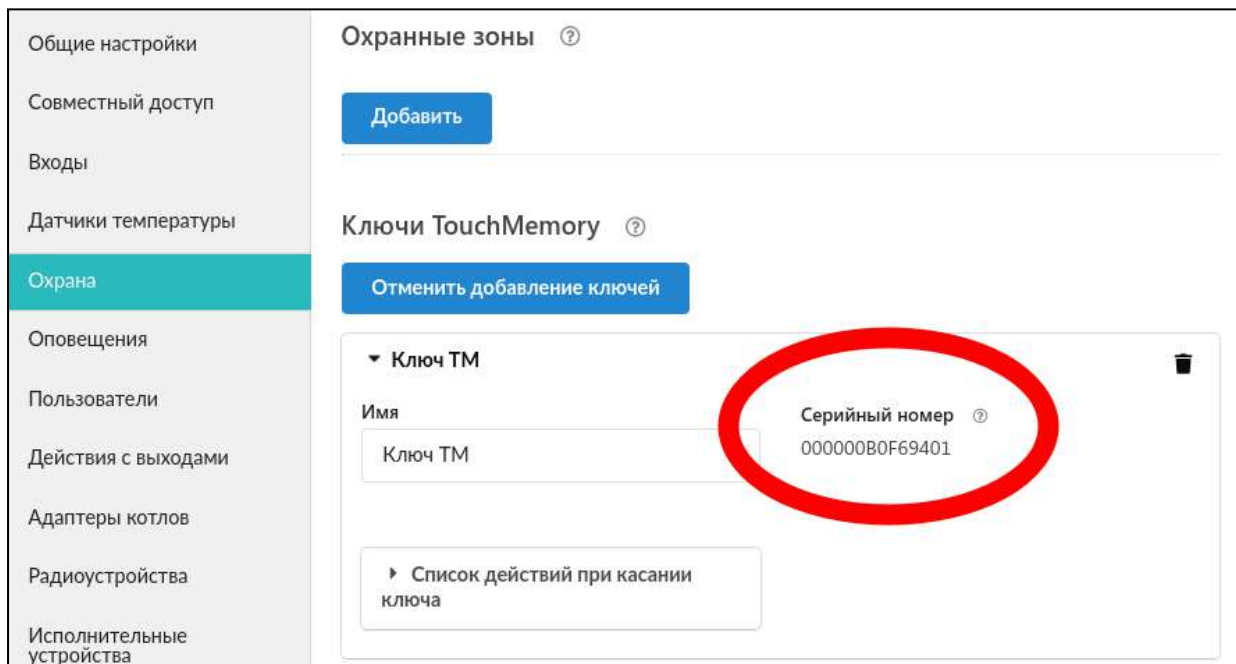 Общие настройки
Совместный доступ
Входы
Датчики температуры
Охрана
Оповещения
Пользователи
Действия с выходами
Адаптеры котлов
Радиоустройства
Исполнительные
устройства
Охранные зоны ?
Добавить
Ключи TouchMemory ?
Отменить добавление ключей
Ключ ТМ
Имя
Ключ ТМ
Серийный номер ?
000000B0F69401
Список действий при касании
ключа